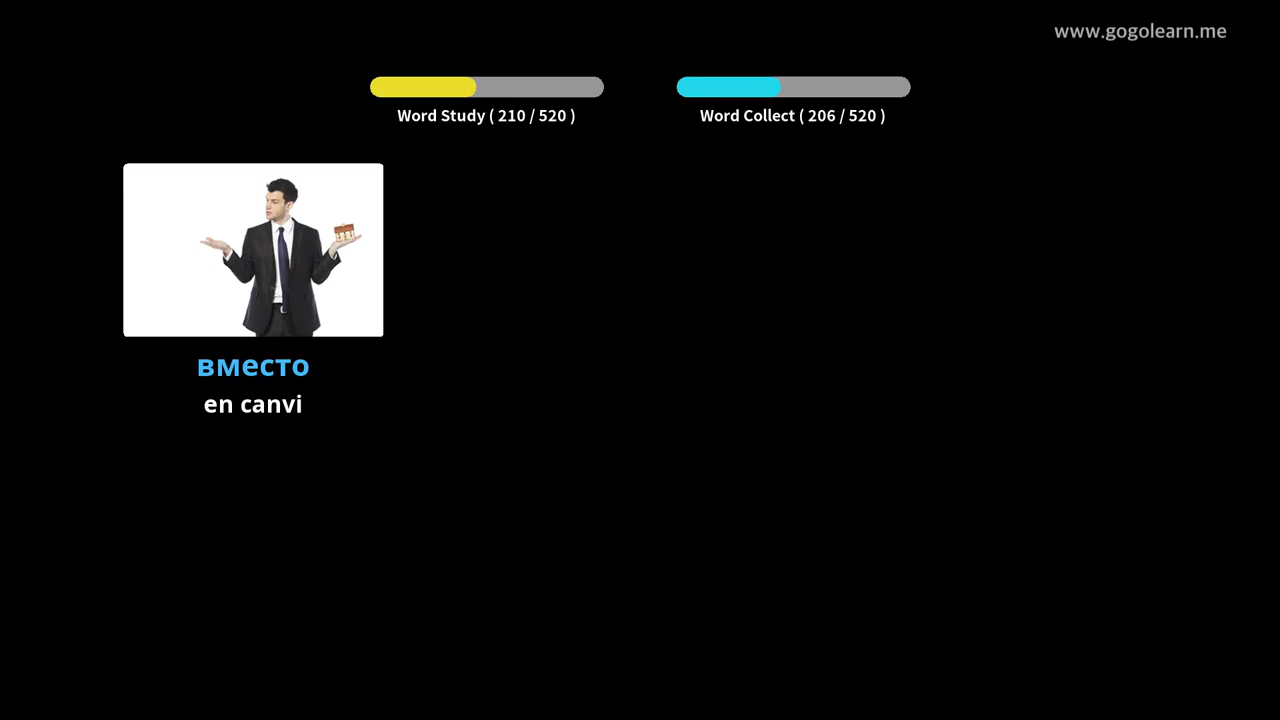 www.gogolearn.me
Word Study ( 210 / 520 )
Word Collect ( 206 / 520 )
вместо
en canvi